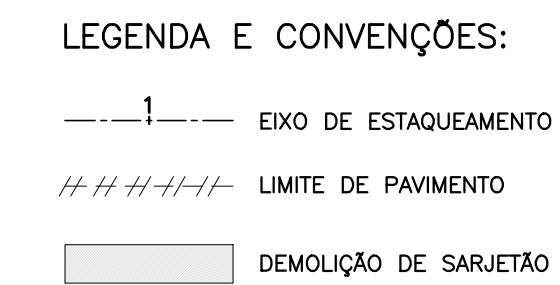 LEGENDA E CONVENÇÕES:
1
EIXO DE ESTAQUEAMENTO
LIMITE DE PAVIMENTO
DEMOLIÇÃO DE SARJETÃO